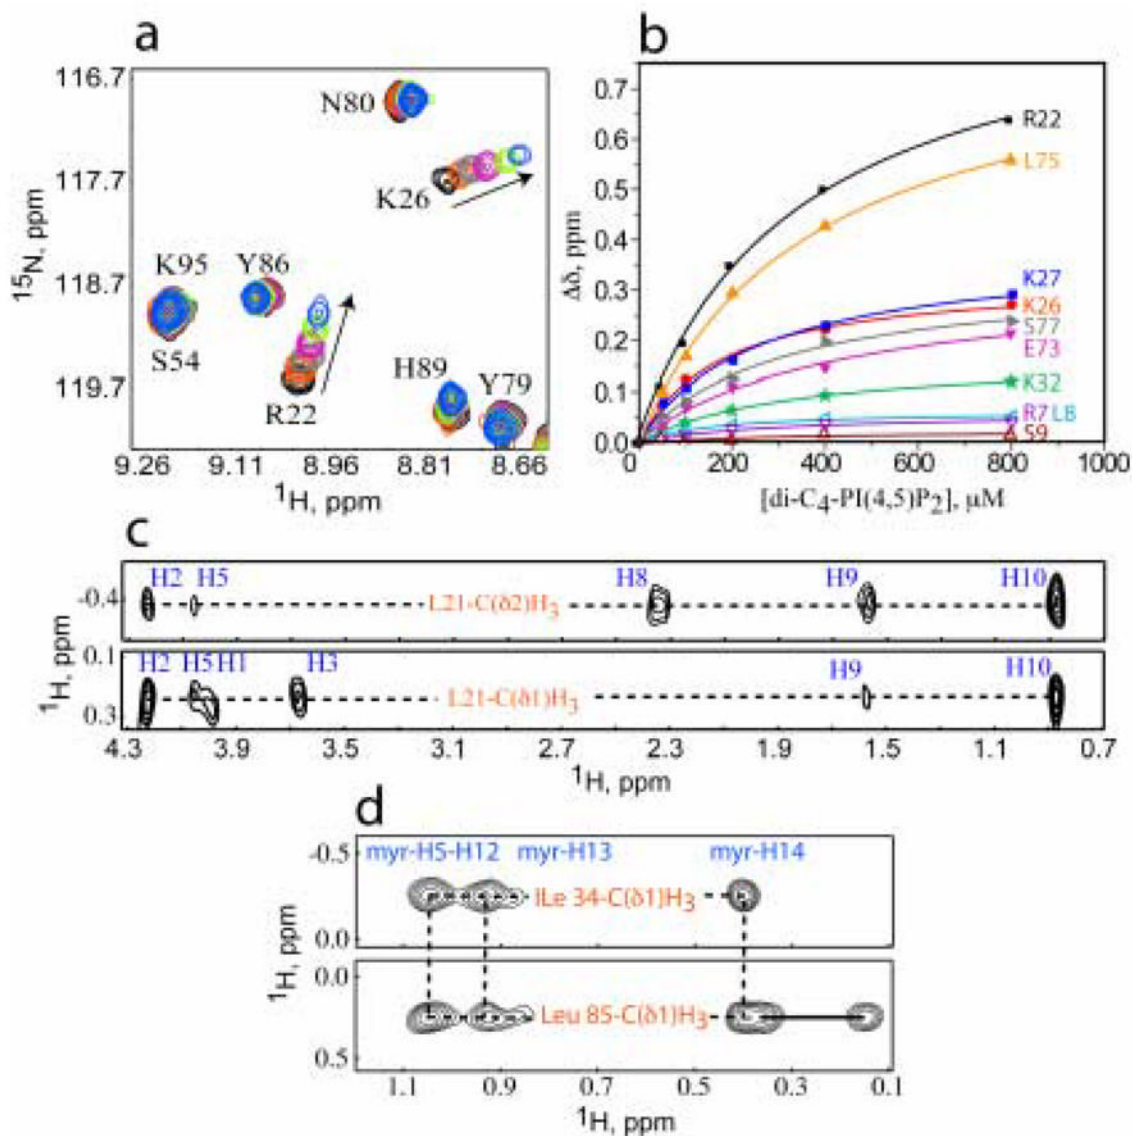 a
116.7
117.7
118.7
119.7
15N, ppm
N80
K26
K95
Y86
S54
R22
H89
Y79
9.26 9.11 8.96 8.81 8.66
1H, ppm
b
0.7
0.6
0.5
0.4
0.3
0.2
0.1
0.0
Δδ, ppm
R22
L75
K27
K26
S77
E73
K32
R7 L8
S9
0 200 400 600 800 1000
[di-C4-PI(4,5)P2], μM
c
H2 H5 H8 H9 H10
-0.4
L21-C(δ2)H3
0.1
H2 H5 H1 H3 H9 H10
L21-C(δ1)H3
0.3
1H, ppm
4.3 3.9 3.5 3.1 2.7 2.3 1.9 1.5 1.1 0.7
1H, ppm
d
-0.5
myr-H5-H12 myr-H13 myr-H14
ILe 34-C(δ1)H3
0.0
0.0
Leu 85-C(δ1)H3
0.5
1H, ppm
1.1 0.9 0.7 0.5 0.3 0.1
1H, ppm